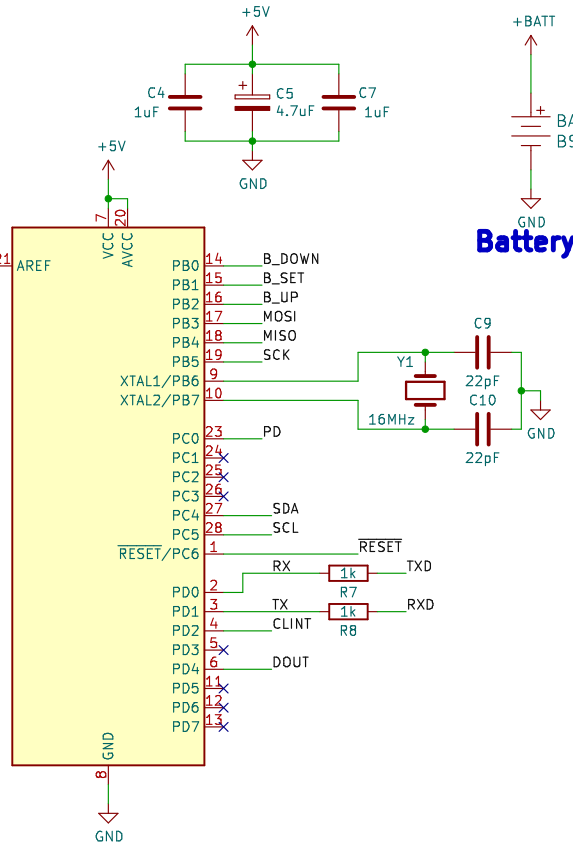 +5V
+BATT
C4
1uF
+
C5
4.7uF
C7
1uF
GND
+
GND
Battery
+5V
7
20
VCC
AVCC
21
AREF
PB0 14 B_DOWN
PB1 15 B_SET
PB2 16 B_UP
PB3 17 MOSI
PB4 18 MISO
PB5 19 SCK
XTAL1/PB6 9
XTAL2/PB7 10
C9
22pF
Y1
16MHz
C10
22pF
GND
PC0 23 PD
PC1 24
PC2 25
PC3 26
PC4 27 SDA
PC5 28 SCL
RESET/PC6 1 RESET
PD0 2 RX 1k TXD
R7
PD1 3 TX 1k RXD
R8
PD2 4 CLINT
PD3 5
PD4 6 DOUT
PD5 11
PD6 12
PD7 13
GND
8
GND